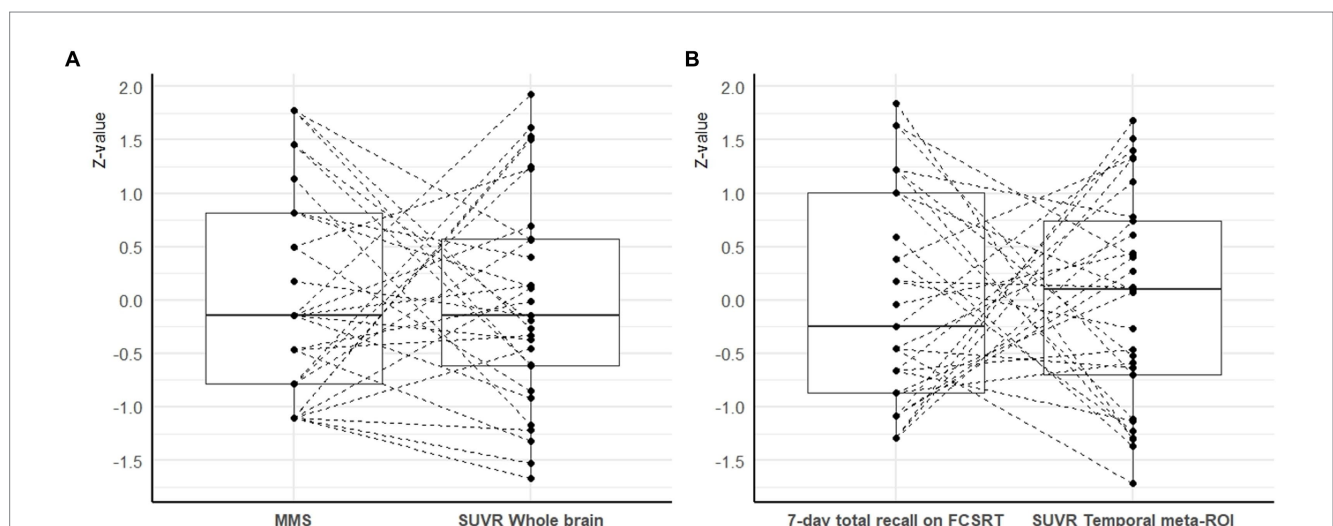 A
Z-value
2.0
1.5
1.0
0.5
0.0
-0.5
-1.0
-1.5
MMS SUVR Whole brain
B
Z-value
2.0
1.5
1.0
0.5
0.0
-0.5
-1.0
-1.5
7-day total recall on FCSRT SUVR Temporal meta-ROI